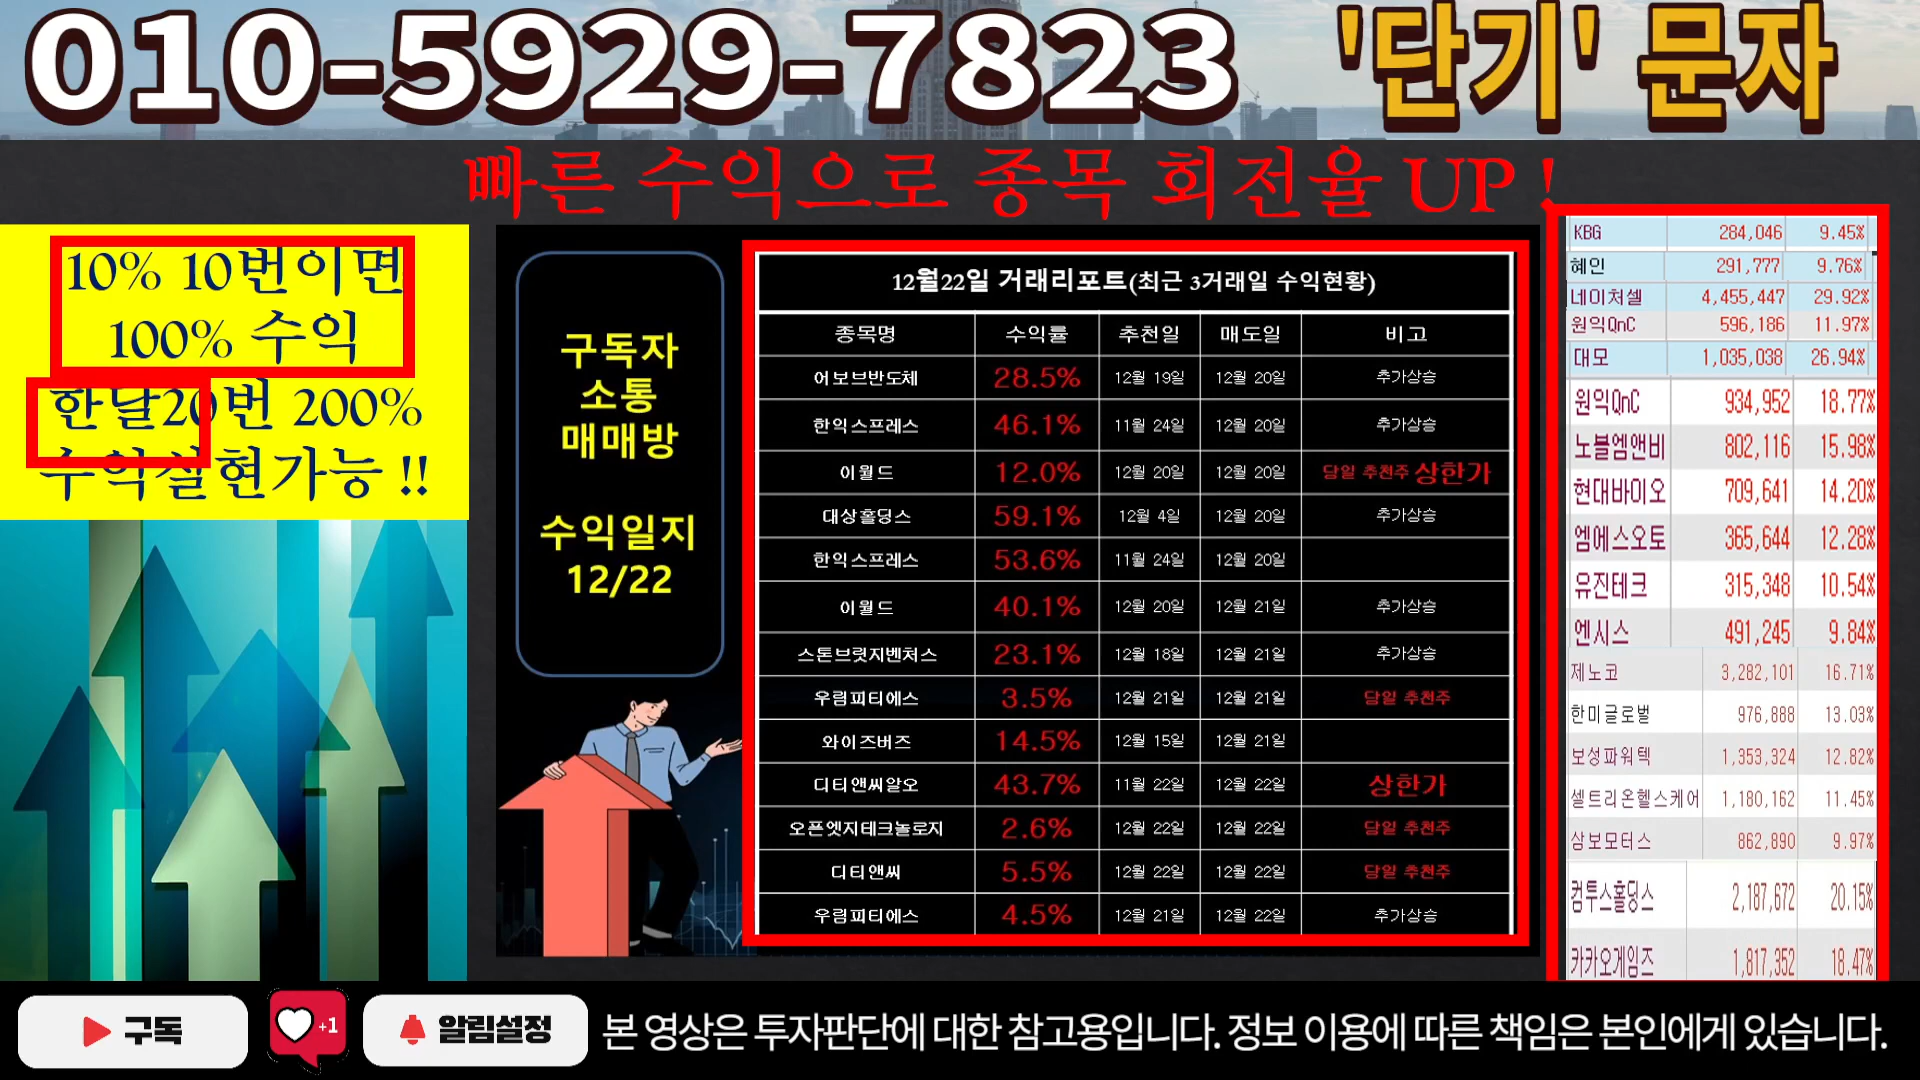 010-5929-7823 '단기' 문자
빠른 수익으로 종목 회전율 UP !
10% 10번이면
100% 수익
한달20번 200%
수익실현가능 !!
구독자
소통
매매방
수익일지
12/22
12월22일 거래리포트(최근 3거래일 수익현황)
종목명 수익률 추천일 매도일 비고
어보브반도체 28.5% 12월 19일 12월 20일 추가상승
한익스프레스 46.1% 11월 24일 12월 20일 추가상승
이월드 12.0% 12월 20일 12월 20일 당일 추천주 상한가
대상홀딩스 59.1% 12월 4일 12월 20일 추가상승
한익스프레스 53.6% 11월 24일 12월 20일
이월드 40.1% 12월 20일 12월 21일 추가상승
스톤브릿지벤처스 23.1% 12월 18일 12월 21일 추가상승
우림피티에스 3.5% 12월 21일 12월 21일 당일 추천주
와이즈버즈 14.5% 12월 15일 12월 21일
디티앤씨알오 43.7% 11월 22일 12월 22일 상한가
오픈엣지테크놀로지 2.6% 12월 22일 12월 22일 당일 추천주
디티앤씨 5.5% 12월 22일 12월 22일 당일 추천주
우림피티에스 4.5% 12월 21일 12월 22일 추가상승
KBG 284,046 9.45%
혜인 291,777 9.76%
네이처셀 4,455,447 29.92%
원익QnC 596,186 11.97%
대모 1,035,038 26.94%
원익QnC 934,952 18.77%
노블엠앤비 802,116 15.98%
현대바이오 709,641 14.20%
엠에스오토 365,644 12.28%
유진테크 315,348 10.54%
엔시스 491,245 9.84%
제노코 3,282,101 16.71%
한미글로벌 976,888 13.03%
보성파워텍 1,353,324 12.82%
셀트리온헬스케어 1,180,162 11.45%
상보모터스 862,890 9.97%
컴투스홀딩스 2,187,672 20.15%
카카오게임즈 1,817,352 18.47%
구독 +1 알림설정 본 영상은 투자판단에 대한 참고용입니다. 정보 이용에 따른 책임은 본인에게 있습니다.